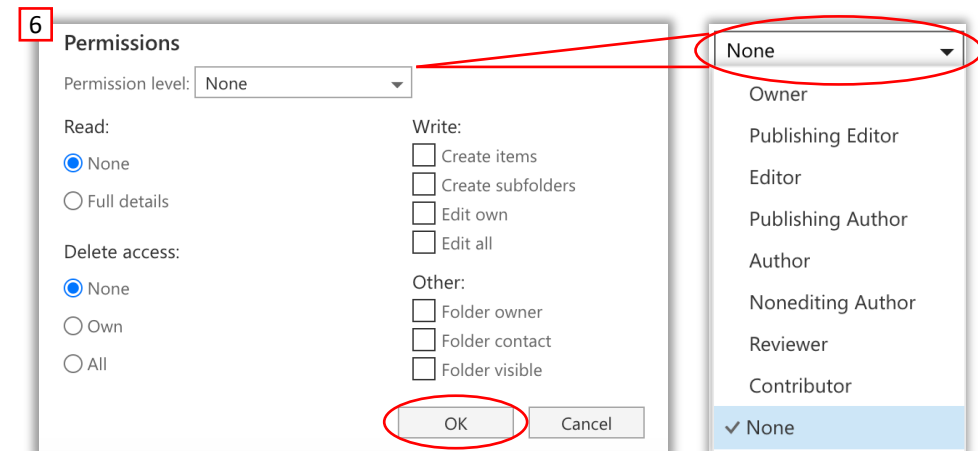 6
Permissions
Permission level: None
Read:
None
Full details
Delete access:
None
Own
All
Write:
Create items
Create subfolders
Edit own
Edit all
Other:
Folder owner
Folder contact
Folder visible
OK Cancel
None
Owner
Publishing Editor
Editor
Publishing Author
Author
Nonediting Author
Reviewer
Contributor
None